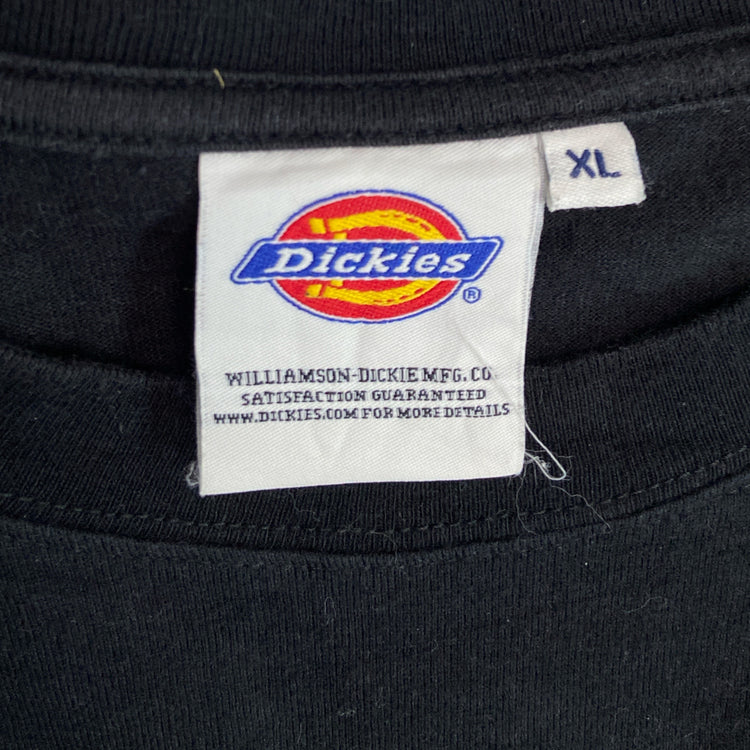 XL
Dickies
®
WILLIAMSON-DICKIE MFG. CO
SATISFACTION GUARANTEED
WWW.DICKIES.COM FOR MORE DETAILS